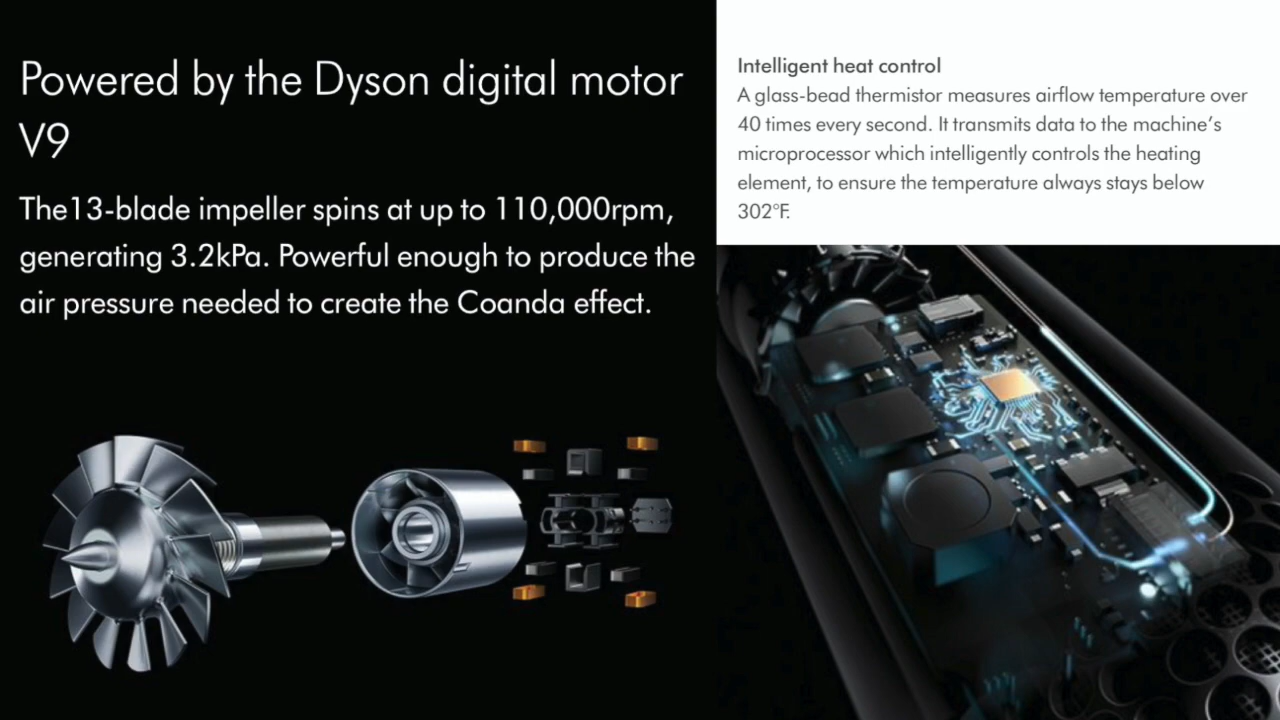 Powered by the Dyson digital motor
V9
The13-blade impeller spins at up to 110,000rpm,
generating 3.2kPa. Powerful enough to produce the
air pressure needed to create the Coanda effect.
Intelligent heat control
A glass-bead thermistor measures airflow temperature over
40 times every second. It transmits data to the machine’s
microprocessor which intelligently controls the heating
element, to ensure the temperature always stays below
302°F.